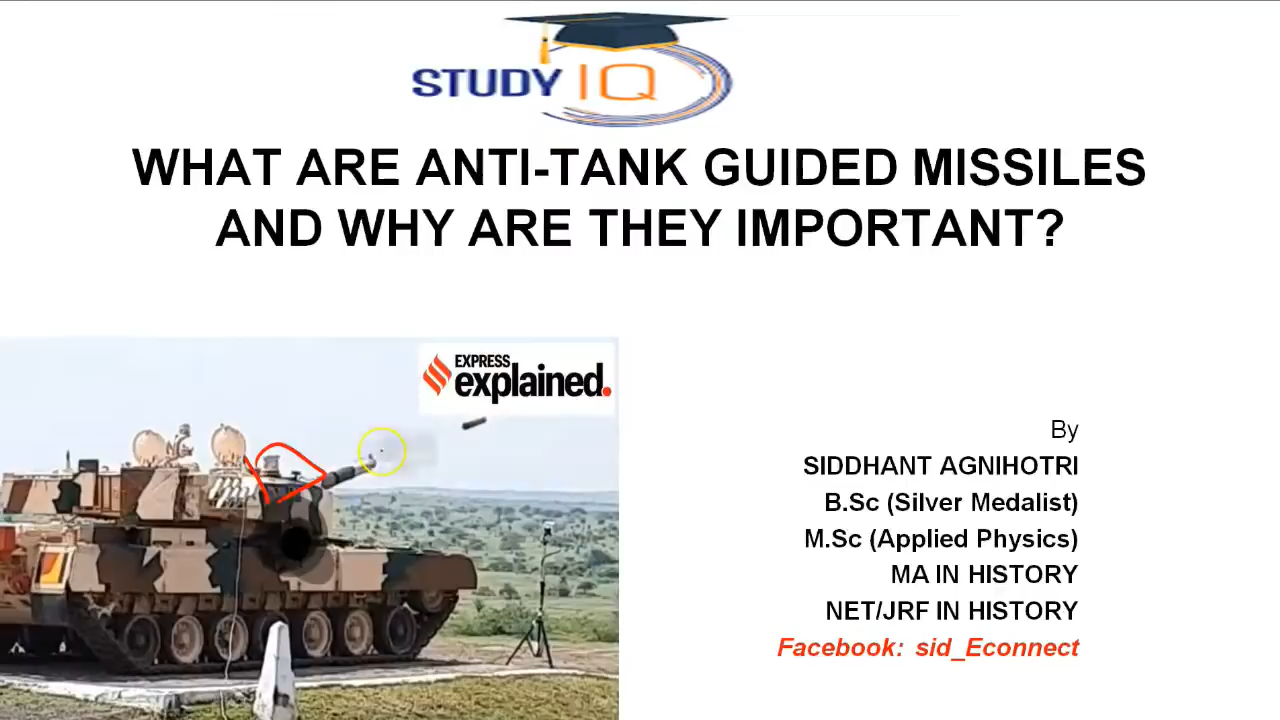 STUDY IQ
WHAT ARE ANTI-TANK GUIDED MISSILES
AND WHY ARE THEY IMPORTANT?
EXPRESS
explained.
By
SIDDHANT AGNIHOTRI
B.Sc (Silver Medalist)
M.Sc (Applied Physics)
MA IN HISTORY
NET/JRF IN HISTORY
Facebook: sid_Econnect